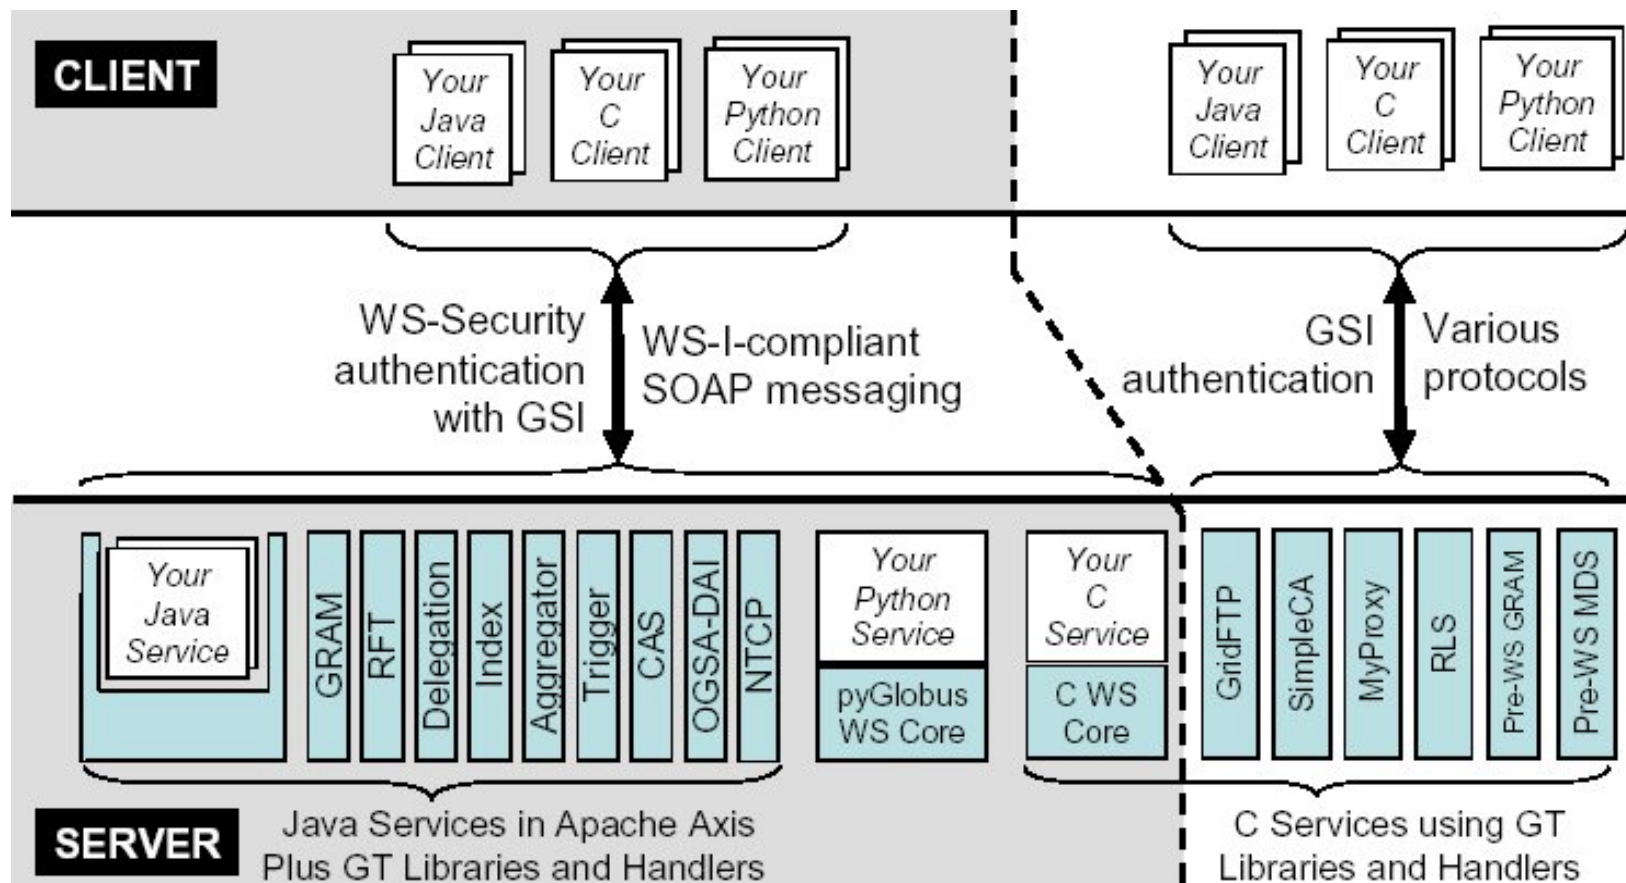 CLIENT
Your
Java
Client
Your
C
Client
Your
Python
Client
Your
Java
Client
Your
C
Client
Your
Python
Client
WS-Security
authentication
with GSI
WS-I-compliant
SOAP messaging
GSI
authentication
Various
protocols
Your
Java
Service
GRAM
RFT
Delegation
Index
Aggregator
Trigger
CAS
OGSA-DAI
NTCP
Your
Python
Service
pyGlobus
WS Core
Your
C
Service
C WS
Core
GridFTP
SimpleCA
MyProxy
RLS
Pre-WS GRAM
Pre-WS MDS
SERVER
Java Services in Apache Axis
Plus GT Libraries and Handlers
C Services using GT
Libraries and Handlers